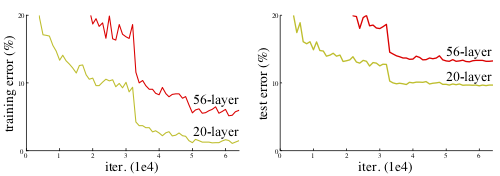 20
10
0
0 1 2 3 4 5 6
training error (%)
iter. (1e4)
56-layer
20-layer
20
10
0
0 1 2 3 4 5 6
test error (%)
iter. (1e4)
56-layer
20-layer